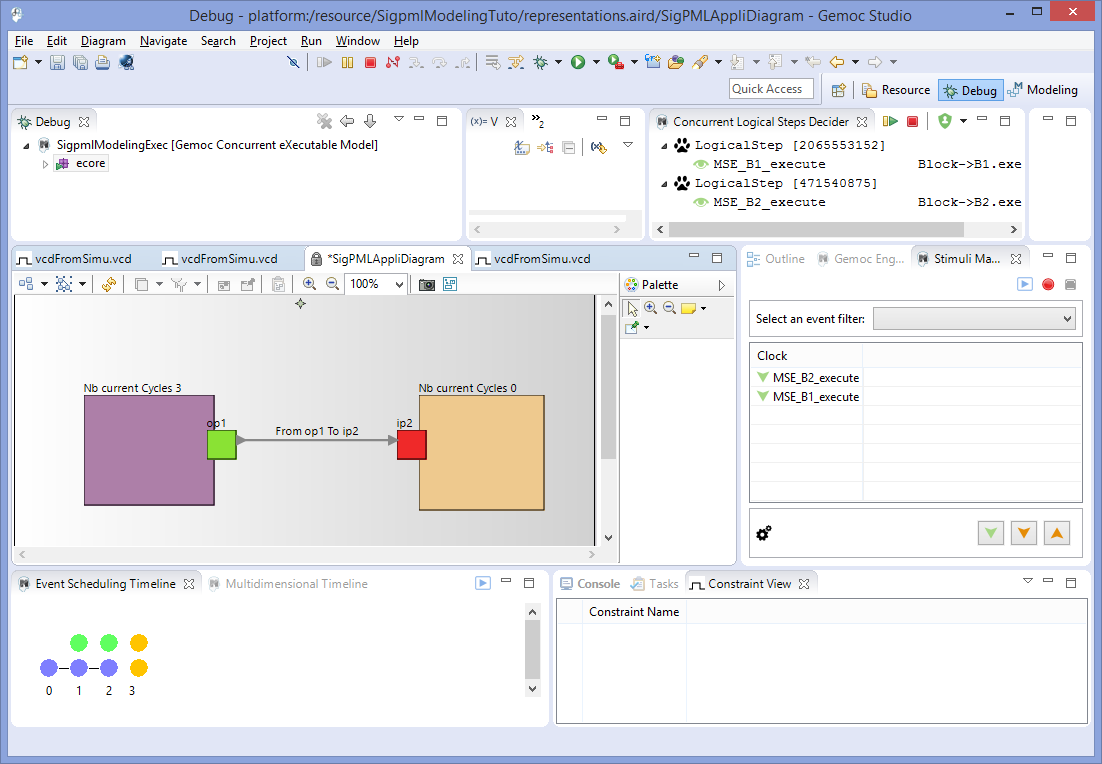 Debug - platform:/resource/SigpmlModelingTuto/representations.aird/SigPMLAppliDiagram - Gemoc Studio
File Edit Diagram Navigate Search Project Run Window Help
Quick Access Resource Debug Modeling
Debug
SigpmlModelingExec [Gemoc Concurrent eXecutable Model]
ecore
(x)= V »2
Concurrent Logical Steps Decider
LogicalStep [2065553152]
MSE_B1_execute Block->B1.exe
LogicalStep [471540875]
MSE_B2_execute Block->B2.exe
vcdFromSimu.vcd vcdFromSimu.vcd *SigPMLAppliDiagram vcdFromSimu.vcd
100%
Palette
Nb current Cycles 3
op1
From op1 To ip2
Nb current Cycles 0
ip2
Outline Gemoc Eng... Stimuli Ma...
Select an event filter:
Clock
MSE_B2_execute
MSE_B1_execute
Event Scheduling Timeline Multidimensional Timeline
0 1 2 3
Console Tasks Constraint View
Constraint Name